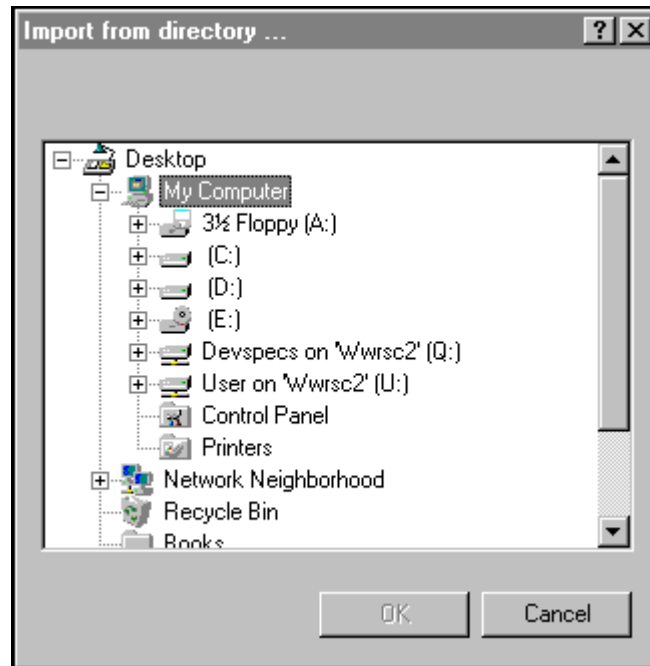 Import from directory ...
Desktop
My Computer
3½ Floppy (A:)
(C:)
(D:)
(E:)
Devspecs on 'Wwrsc2' (Q:)
User on 'Wwrsc2' (U:)
Control Panel
Printers
Network Neighborhood
Recycle Bin
Books
OK
Cancel